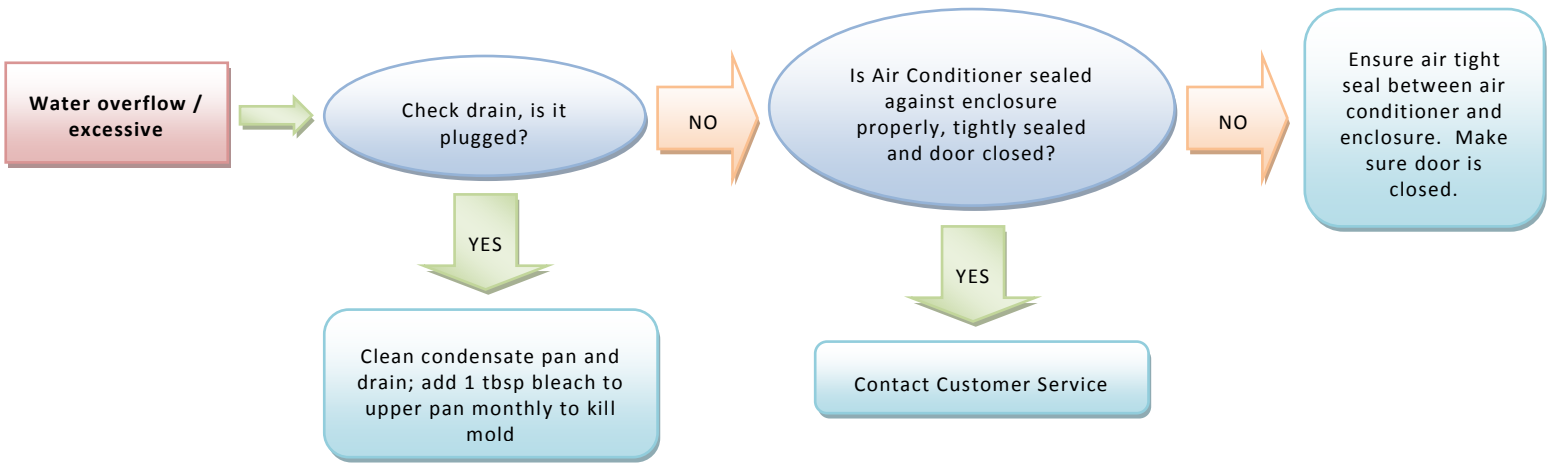 Water overflow /
excessive
Check drain, is it
plugged?
NO
Is Air Conditioner sealed
against enclosure
properly, tightly sealed
and door closed?
NO
Ensure air tight
seal between air
conditioner and
enclosure. Make
sure door is
closed.
YES
Clean condensate pan and
drain; add 1 tbsp bleach to
upper pan monthly to kill
mold
YES
Contact Customer Service